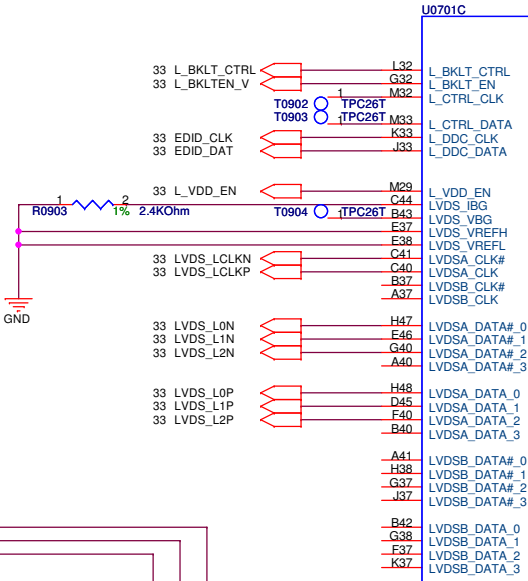 U0701C
33 L_BKLT_CTRL L32 L_BKLT_CTRL
33 L_BKLTEN_V G32 L_BKLT_EN
1 M32 L_CTRL_CLK
T0902 TPC26T
T0903 1 TPC26T M33 L_CTRL_DATA
33 EDID_CLK K33 L_DDC_CLK
33 EDID_DAT J33 L_DDC_DATA
33 L_VDD_EN M29 L_VDD_EN
1 2 C44 LVDS_IBG
R0903 1% 2.4KOhm T0904 1 TPC26T B43 LVDS_VBG
E37 LVDS_VREFH
E38 LVDS_VREFL
33 LVDS_LCLKN C41 LVDSA_CLK#
33 LVDS_LCLKP C40 LVDSA_CLK
B37 LVDSB_CLK#
A37 LVDSB_CLK
GND
33 LVDS_L0N H47 LVDSA_DATA#_0
33 LVDS_L1N E46 LVDSA_DATA#_1
33 LVDS_L2N G40 LVDSA_DATA#_2
A40 LVDSA_DATA#_3
33 LVDS_L0P H48 LVDSA_DATA_0
33 LVDS_L1P D45 LVDSA_DATA_1
33 LVDS_L2P F40 LVDSA_DATA_2
B40 LVDSA_DATA_3
A41 LVDSB_DATA#_0
H38 LVDSB_DATA#_1
G37 LVDSB_DATA#_2
J37 LVDSB_DATA#_3
B42 LVDSB_DATA_0
G38 LVDSB_DATA_1
F37 LVDSB_DATA_2
K37 LVDSB_DATA_3